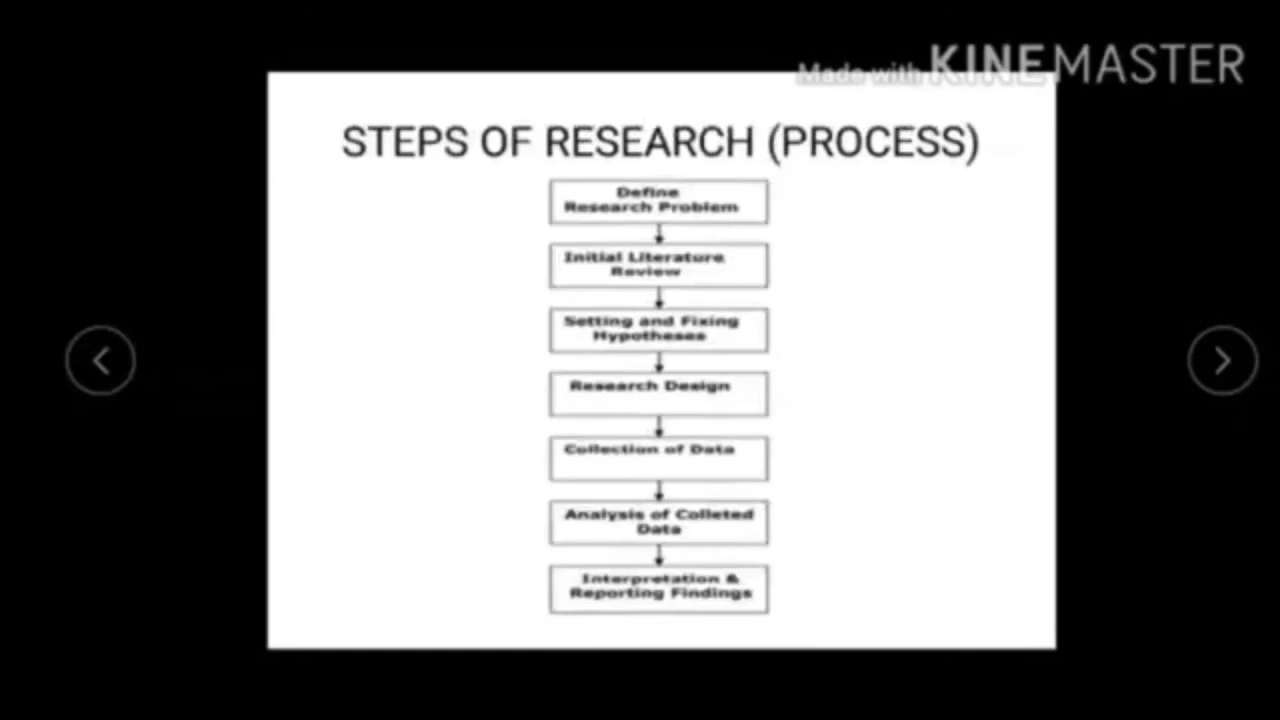 Made with KINEMASTER
STEPS OF RESEARCH (PROCESS)
Define
Research Problem
Initial Literature
Review
Setting and Fixing
Hypotheses
Research Design
Collection of Data
Analysis of Colleted
Data
Interpretation &
Reporting Findings